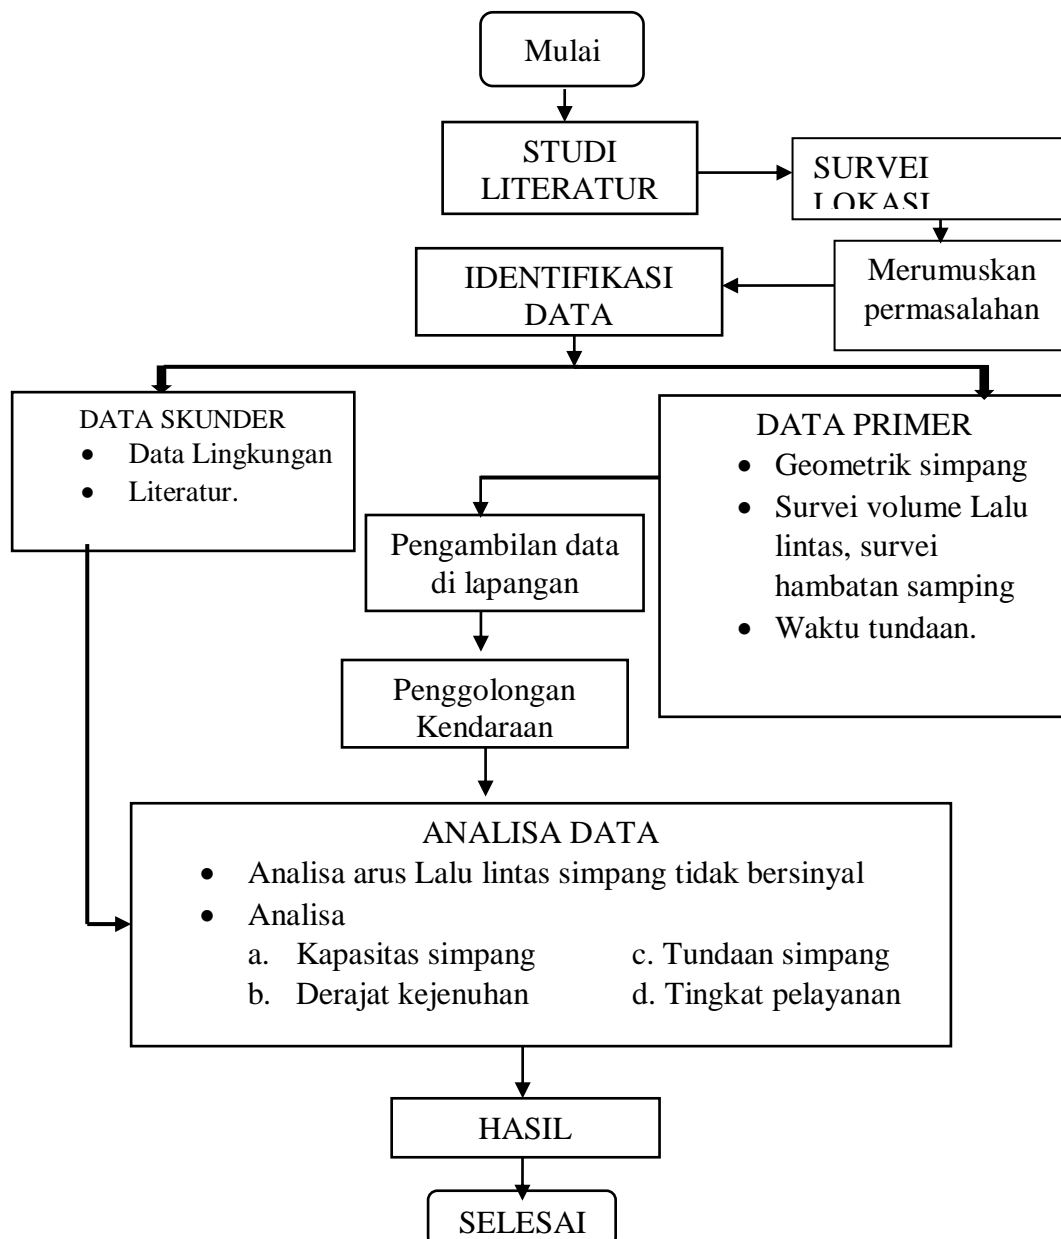 Mulai
STUDI
LITERATUR
SURVEI
LOKASI
Merumuskan
permasalahan
IDENTIFIKASI
DATA
DATA SKUNDER
• Data Lingkungan
• Literatur.
DATA PRIMER
• Geometrik simpang
• Survei volume Lalu
lintas, survei
hambatan samping
• Waktu tundaan.
Pengambilan data
di lapangan
Penggolongan
Kendaraan
ANALISA DATA
• Analisa arus Lalu lintas simpang tidak bersinyal
• Analisa
a. Kapasitas simpang c. Tundaan simpang
b. Derajat kejenuhan d. Tingkat pelayanan
HASIL
SELESAI